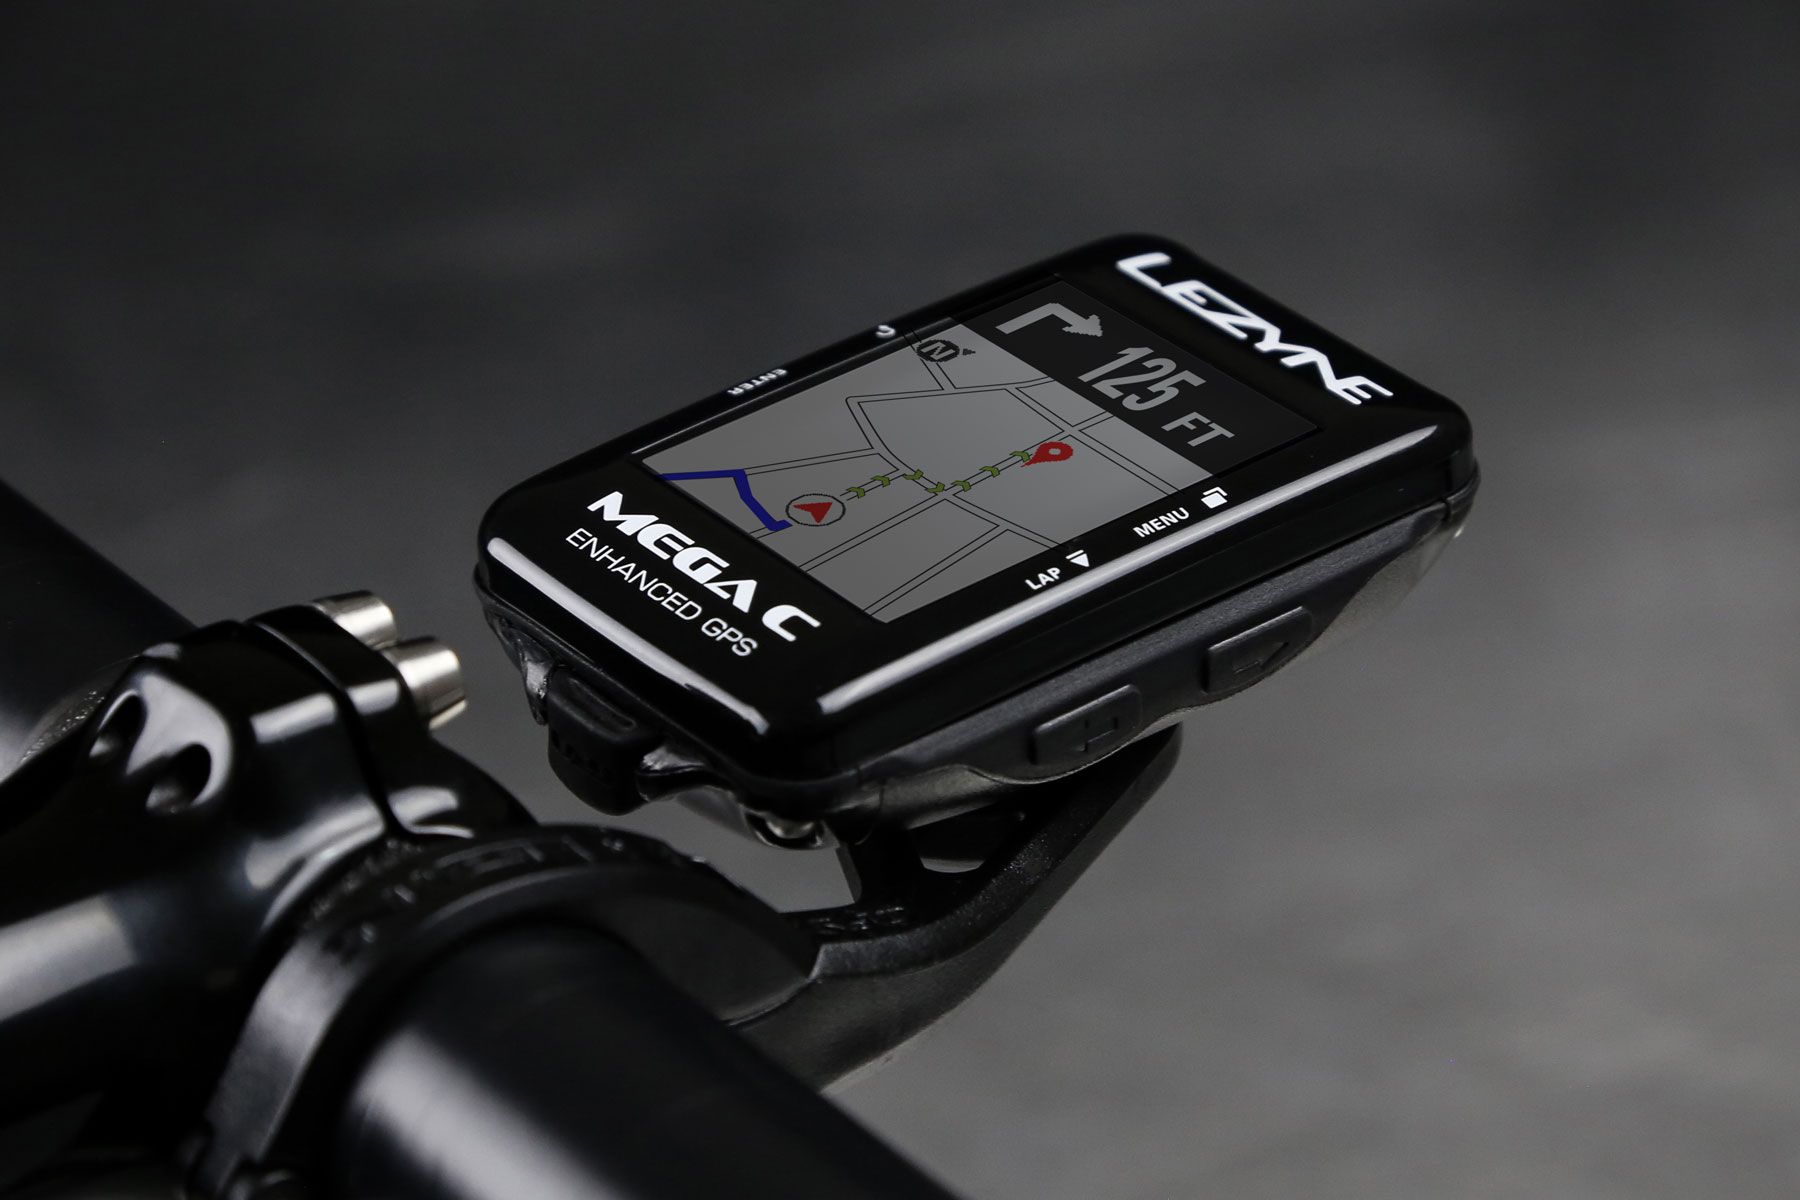 LEZYNE
125 FT
N
ENTER
MENU
LAP
MEGA C
ENHANCED GPS